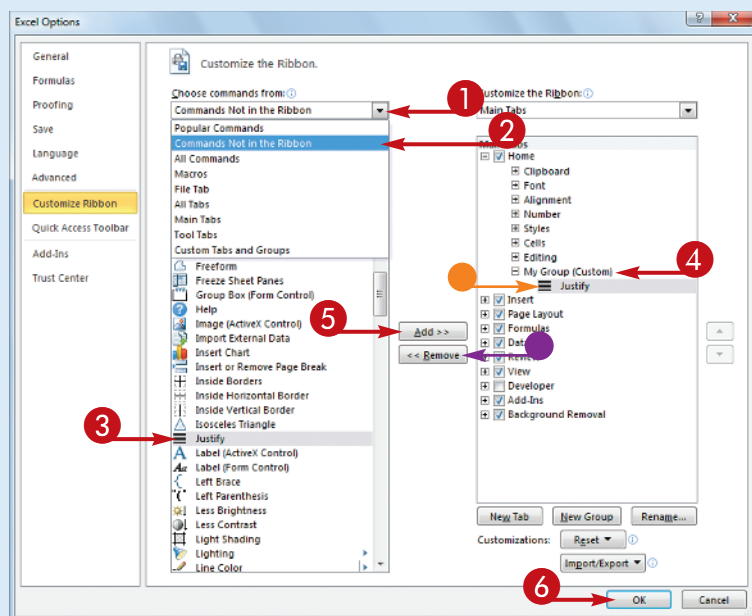 Excel Options
General
Formulas
Proofing
Save
Language
Advanced
Customize Ribbon
Quick Access Toolbar
Add-Ins
Trust Center
Customize the Ribbon.
Choose commands from:
Commands Not in the Ribbon
1
Popular Commands
Commands Not in the Ribbon
2
All Commands
Macros
File Tab
All Tabs
Main Tabs
Tool Tabs
Custom Tabs and Groups
Freeform
Freeze Sheet Panes
Group Box (Form Control)
Help
Image (ActiveX Control)
Import External Data
Insert Chart
Insert or Remove Page Break
Inside Borders
Inside Horizontal Border
Inside Vertical Border
Isosceles Triangle
3
Justify
Label (ActiveX Control)
Label (Form Control)
Left Brace
Left Parenthesis
Less Brightness
Less Contrast
Light Shading
Lighting
Line Color
5
Add >>
<< Remove
Customize the Ribbon:
Main Tabs
Main Tabs
Home
Clipboard
Font
Alignment
Number
Styles
Cells
Editing
My Group (Custom)
4
Justify
Insert
Page Layout
Formulas
Data
Review
View
Developer
Add-Ins
Background Removal
New Tab
New Group
Rename...
Customizations:
Reset
Import/Export
6
OK
Cancel